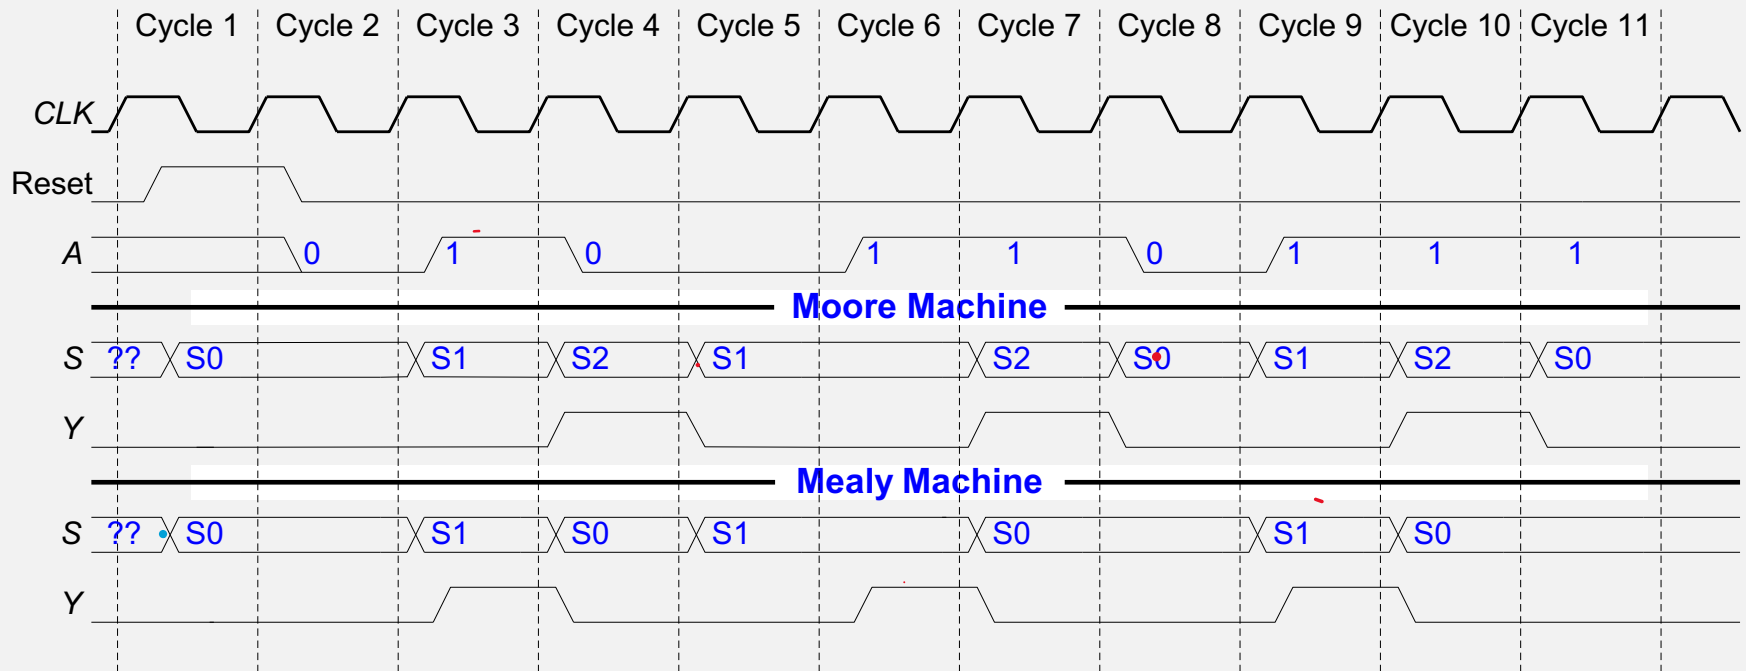 Cycle 1 Cycle 2 Cycle 3 Cycle 4 Cycle 5 Cycle 6 Cycle 7 Cycle 8 Cycle 9 Cycle 10 Cycle 11
CLK
Reset
A 0 1 0 1 1 0 1 1 1
Moore Machine
S ?? S0 S1 S2 S1 S2 S0 S1 S2 S0
Y
Mealy Machine
S ?? S0 S1 S0 S1 S0 S1 S0
Y